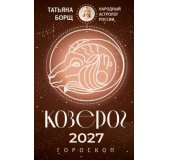 ТАТЬЯНА
БОРЩ
НАРОДНЫЙ
АСТРОЛОГ
РОССИИ
КОЗЕРОГ
2027
ГОРОСКОП